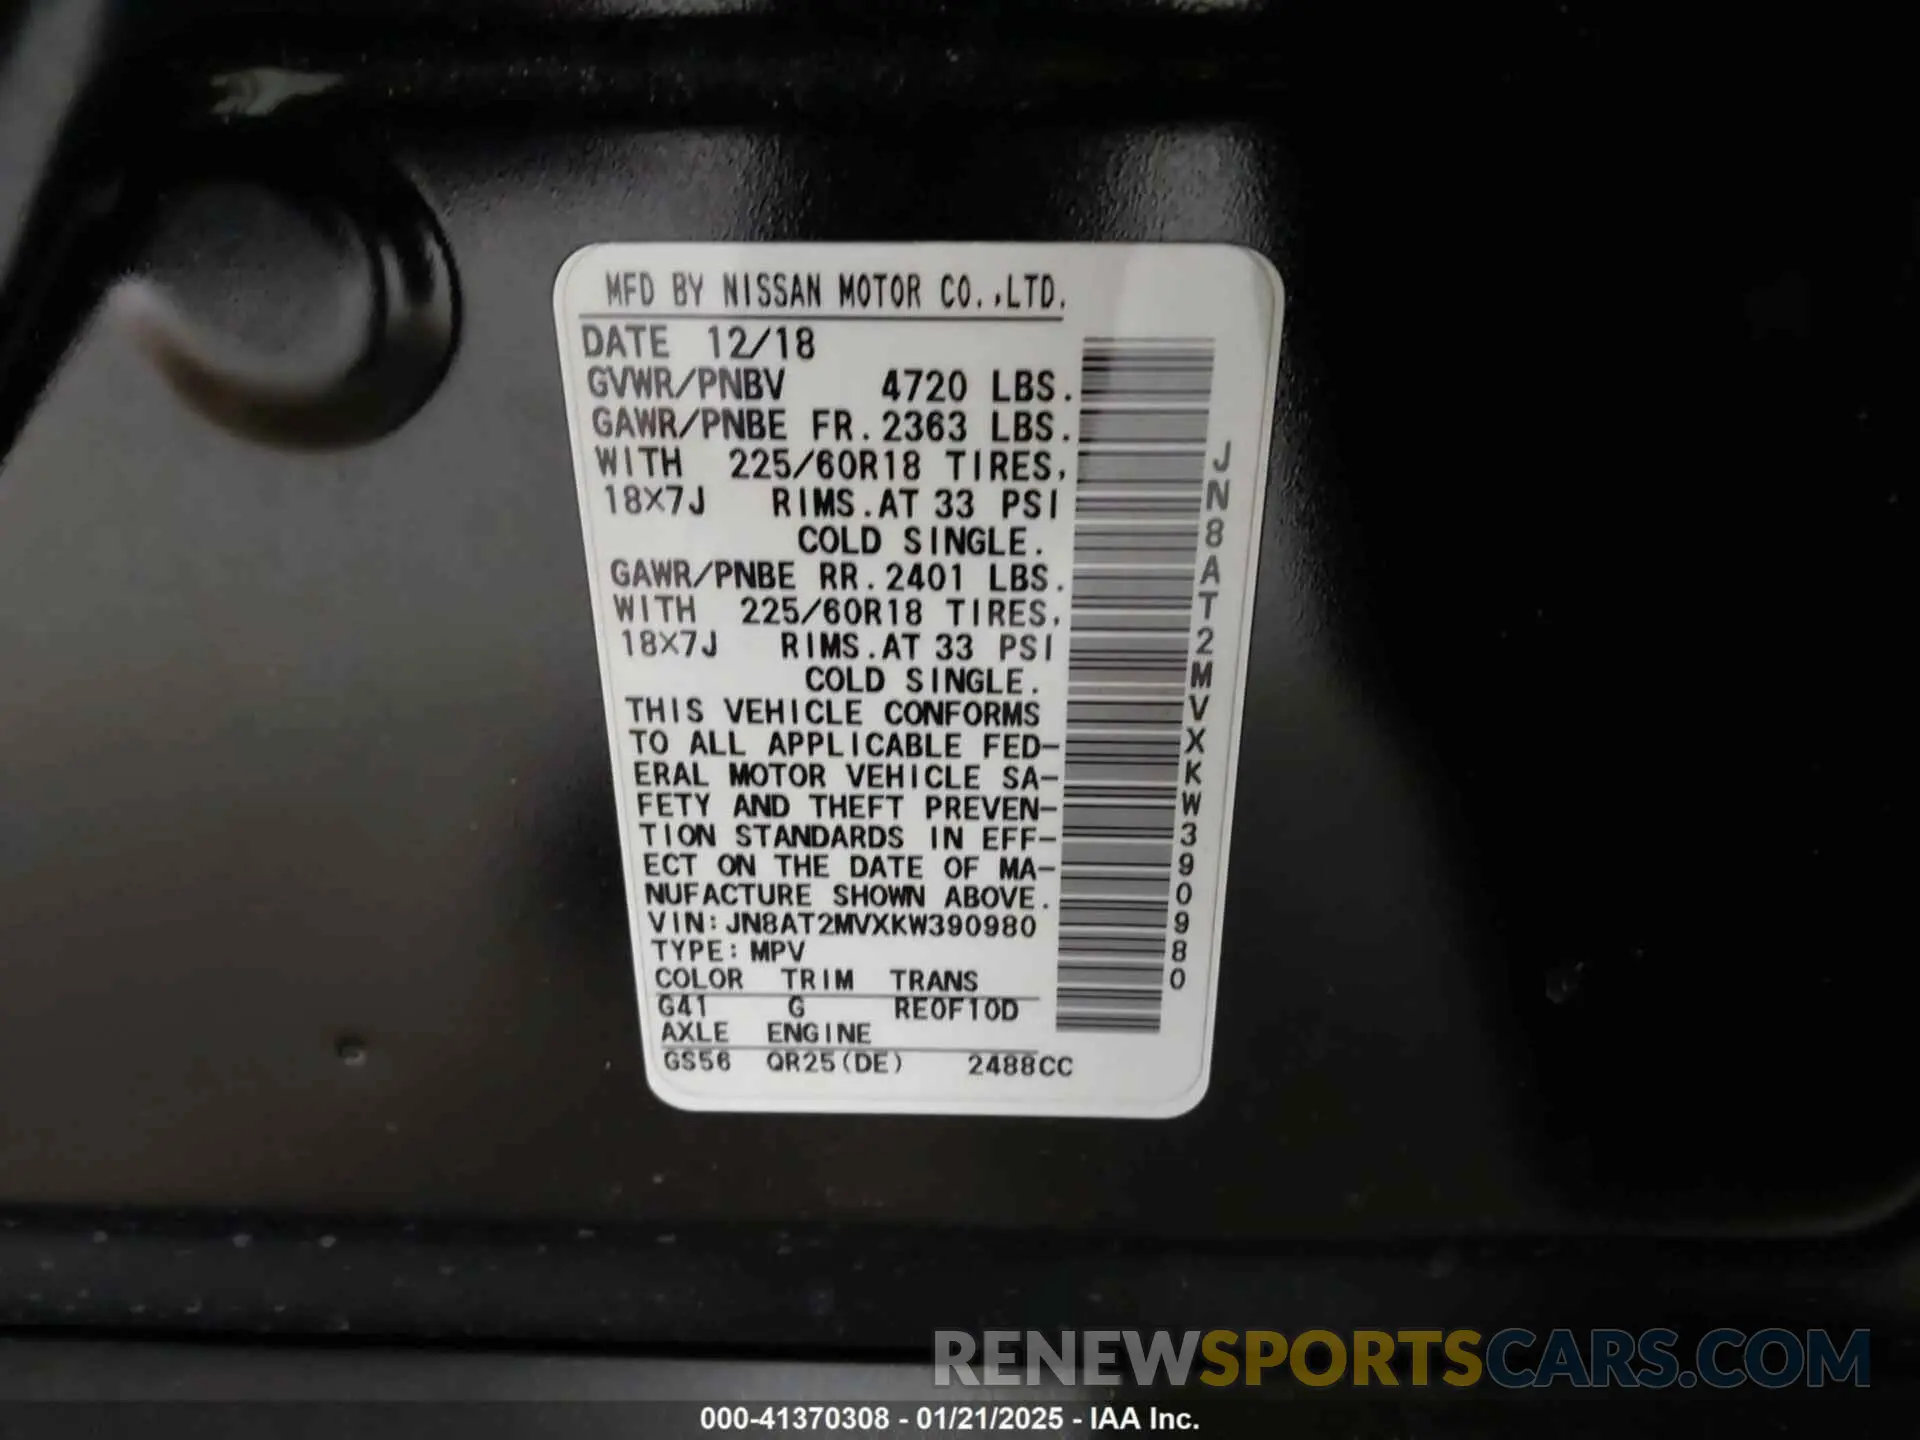 MFD BY NISSAN MOTOR CO.,LTD.
DATE 12/18
GVWR/PNBV 4720 LBS.
GAWR/PNBE FR.2363 LBS.
WITH 225/60R18 TIRES,
18X7J RIMS.AT 33 PSI
COLD SINGLE.
GAWR/PNBE RR.2401 LBS.
WITH 225/60R18 TIRES,
18X7J RIMS.AT 33 PSI
COLD SINGLE.
THIS VEHICLE CONFORMS
TO ALL APPLICABLE FED-
ERAL MOTOR VEHICLE SA-
FETY AND THEFT PREVEN-
TION STANDARDS IN EFF-
ECT ON THE DATE OF MA-
NUFACTURE SHOWN ABOVE.
VIN:JN8AT2MVXKW390980
TYPE:MPV
COLOR TRIM TRANS
G41 G RE0F10D
AXLE ENGINE
GS56 QR25(DE) 2488CC
JN8AT2MVXKW390980
RENEWSPORTSCARS.COM
000-41370308 - 01/21/2025 - IAA Inc.